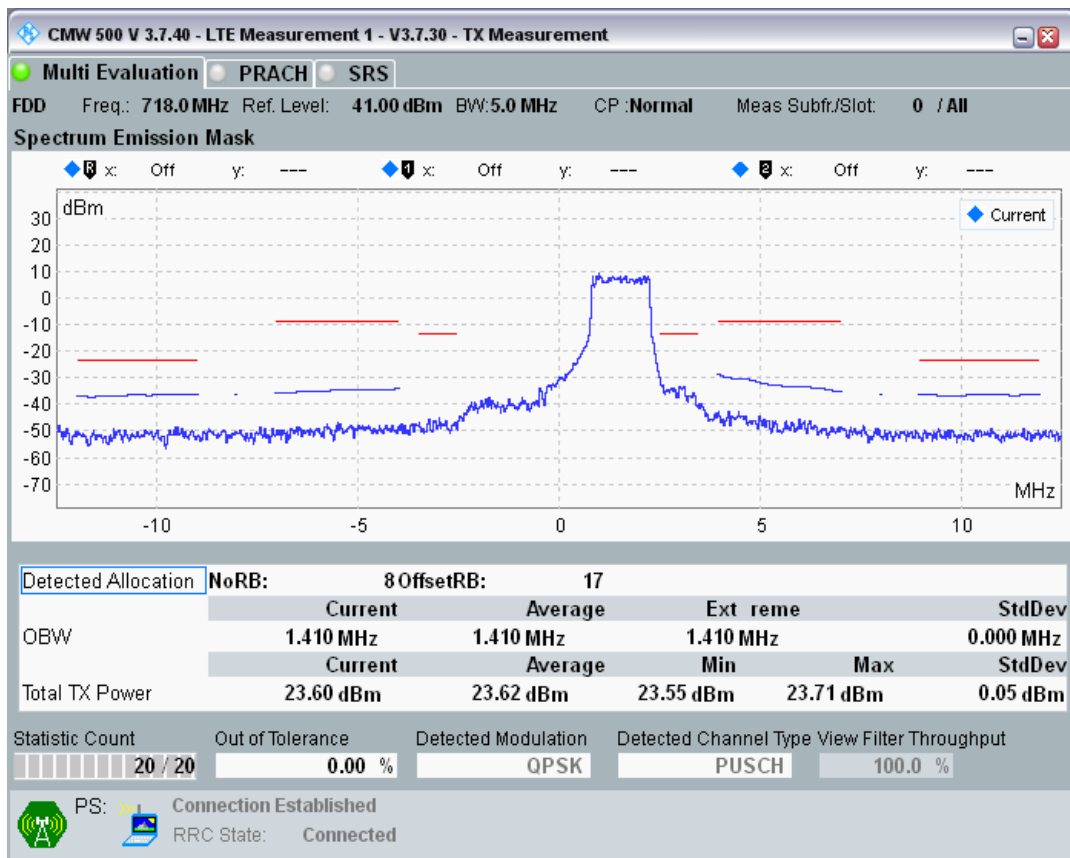 CMW 500 V 3.7.40 - LTE Measurement 1 - V3.7.30 - TX Measurement
Multi Evaluation PRACH SRS
FDD Freq.: 718.0 MHz Ref. Level: 41.00 dBm BW: 5.0 MHz CP : Normal Meas Subfr./Slot: 0 / All
Spectrum Emission Mask
R x: Off y: --- 1 x: Off y: --- 2 x: Off y: ---
dBm
Current
30
20
10
0
-10
-20
-30
-40
-50
-60
-70
MHz
-10 -5 0 5 10
Detected Allocation NoRB: 8 OffsetRB: 17
Current Average Ext reme StdDev
OBW 1.410 MHz 1.410 MHz 1.410 MHz 0.000 MHz
Current Average Min Max StdDev
Total TX Power 23.60 dBm 23.62 dBm 23.55 dBm 23.71 dBm 0.05 dBm
Statistic Count Out of Tolerance Detected Modulation Detected Channel Type View Filter Throughput
20 / 20 0.00 % QPSK PUSCH 100.0 %
PS: Connection Established
RRC State: Connected